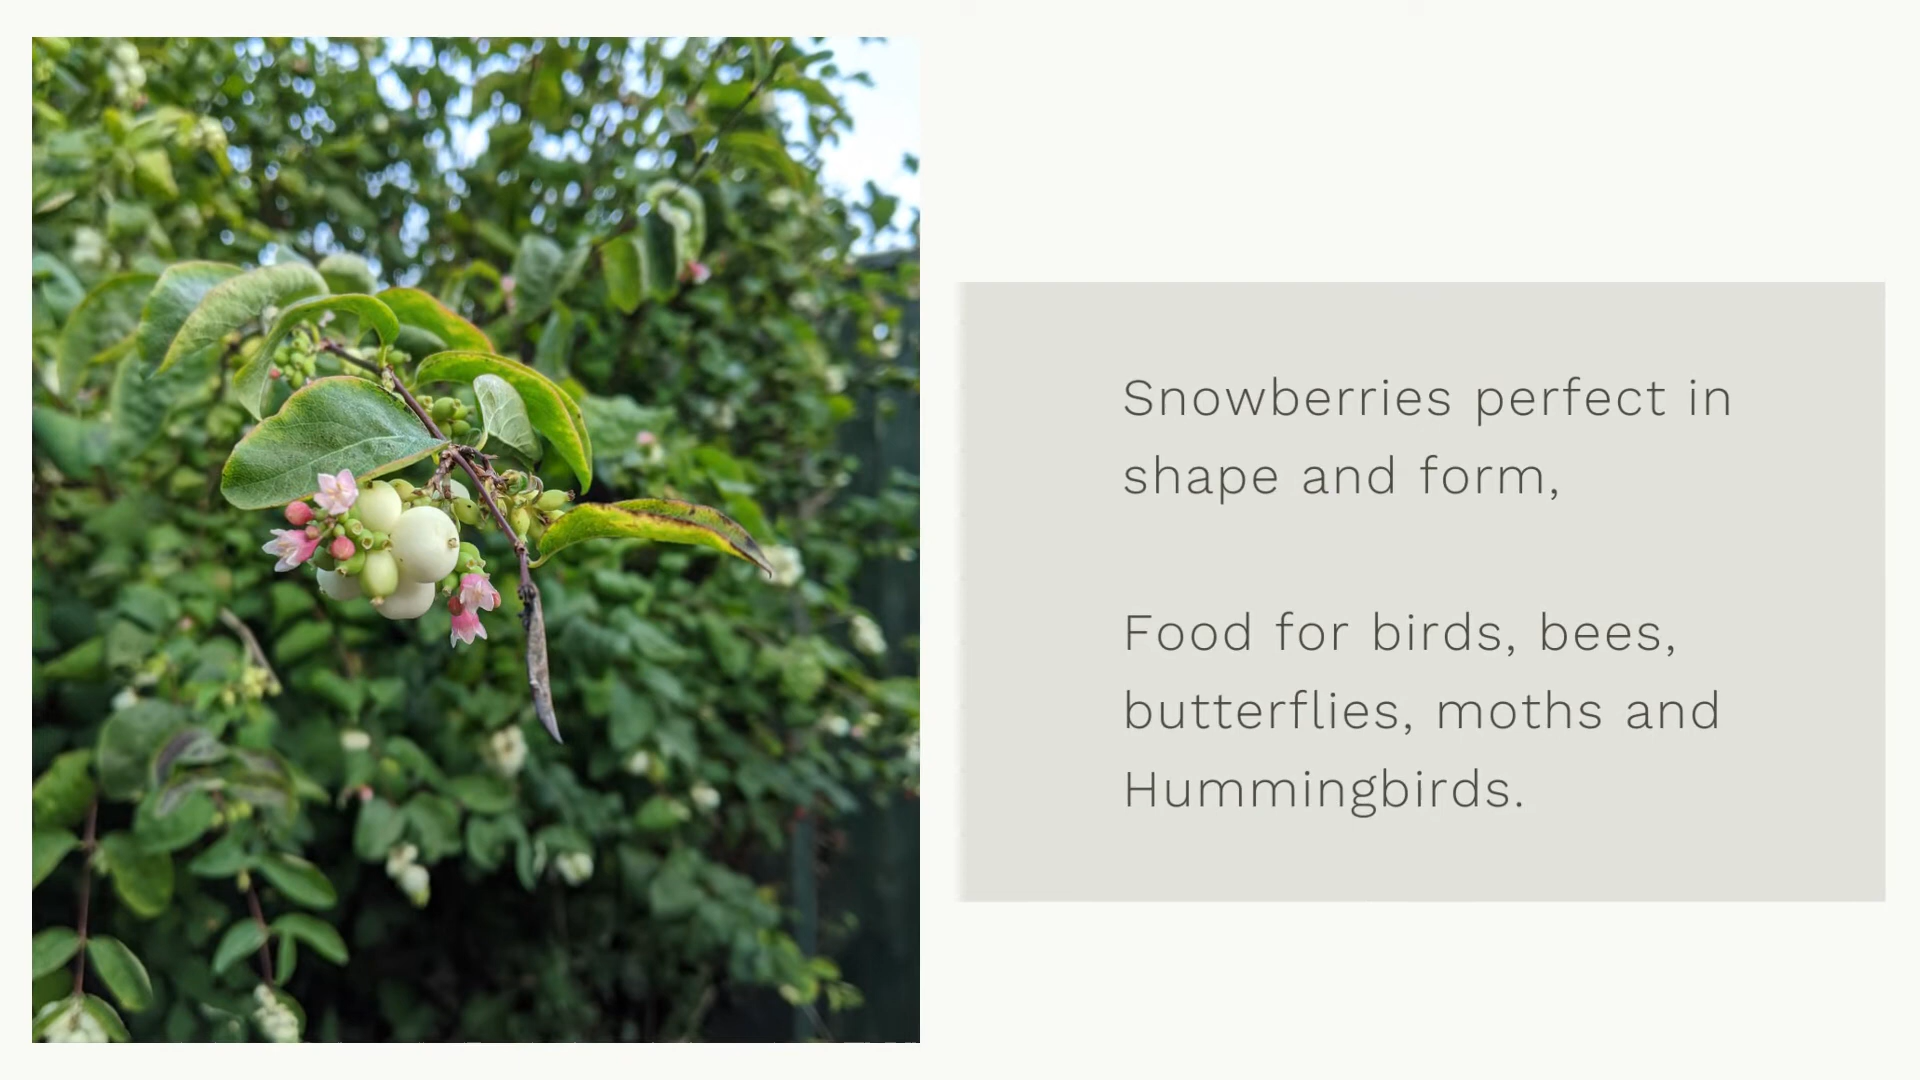 Snowberries perfect in
shape and form,
Food for birds, bees,
butterflies, moths and
Hummingbirds.